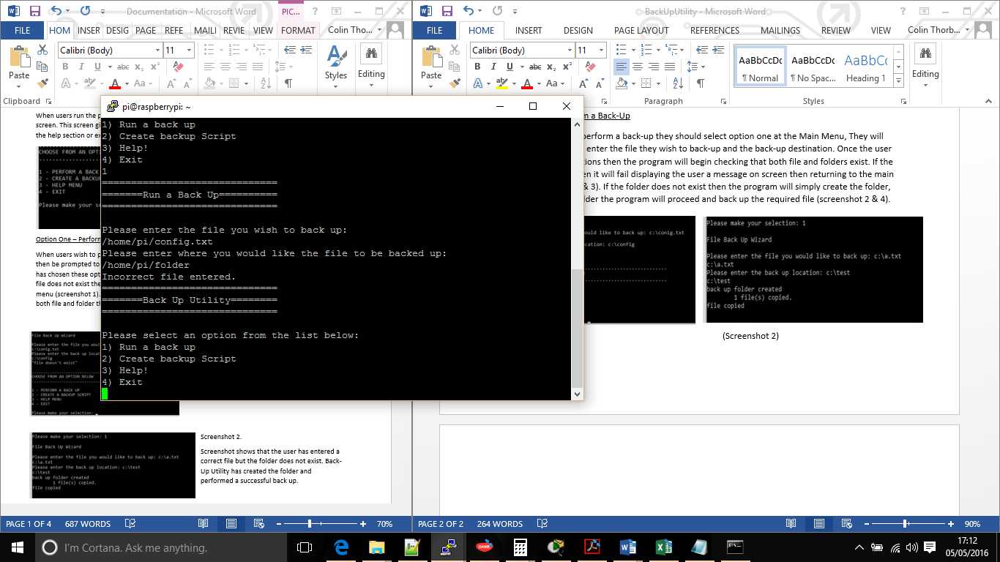 Documentation - Microsoft Word
PIC...
FILE
HOM
INSER
DESIG
PAGE
REFE
MAILI
REVIE
VIEW
FORMAT
Colin Thor...
Calibri (Body)
11
Paste
Styles
Editing
Clipboard
When users run the p
screen. This screen gi
the help section or ex
CHOOSE FROM AN OPTION
1 - PERFORM A BACK
2 - CREATE A BACKUP
3 - HELP MENU
4 - EXIT
Please make your se
Option One – Perform
When users wish to p
then be prompted to
has chosen these opt
file does not exist the
menu (screenshot 1).
both file and folder th
File Back Up Wizard
Please enter the file you would
c:\conig.txt
Please enter the back up locat
c:\config
"file doesn't exist"
CHOOSE FROM AN OPTION BELOW
1 - PERFORM A BACK UP
2 - CREATE A BACKUP SCRIPT
3 - HELP MENU
4 - EXIT
Please make your selection:
Please make your selection: 1
File Back Up Wizard
Please enter the file you would like to back up: c:\a.txt
c:\a.txt
Please enter the back up location: c:\test
c:\test
back up folder created
1 file(s) copied.
file copied
Screenshot 2.
Screenshot shows that the user has entered a
correct file but the folder does not exist. Back-
Up Utility has created the folder and
performed a successful back up.
PAGE 1 OF 4
687 WORDS
70%
pi@raspberrypi: ~
1) Run a back up
2) Create backup Script
3) Help!
4) Exit
1
==============================
=======Run a Back Up==========
==============================
Please enter the file you wish to back up:
/home/pi/config.txt
Please enter where you would like the file to be backed up:
/home/pi/folder
Incorrect file entered.
==============================
=======Back Up Utility========
==============================
Please select an option from the list below:
1) Run a back up
2) Create backup Script
3) Help!
4) Exit
BackUpUtility - Microsoft Word
FILE
HOME
INSERT
DESIGN
PAGE LAYOUT
REFERENCES
MAILINGS
REVIEW
VIEW
Colin Thorb...
Calibri (Body)
11
Paste
AaBbCcDc
¶ Normal
AaBbCcDc
¶ No Spac...
AaBbCc
Heading 1
Editing
Paragraph
Styles
m a Back-Up
perform a back-up they should select option one at the Main Menu, They will
enter the file they wish to back-up and the back-up destination. Once the user
tions then the program will begin checking that both file and folders exist. If the
en it will fail displaying the user a message on screen then returning to the main
& 3). If the folder does not exist then the program will simply create the folder,
lder the program will proceed and back up the required file (screenshot 2 & 4).
ould like to back up: c:\conig.txt
cation: c:\config
Please make your selection: 1
File Back Up Wizard
Please enter the file you would like to back up: c:\a.txt
c:\a.txt
Please enter the back up location: c:\test
c:\test
back up folder created
1 file(s) copied.
file copied
(Screenshot 2)
PAGE 2 OF 2
264 WORDS
90%
I'm Cortana. Ask me anything.
GAME
17:12
05/05/2016